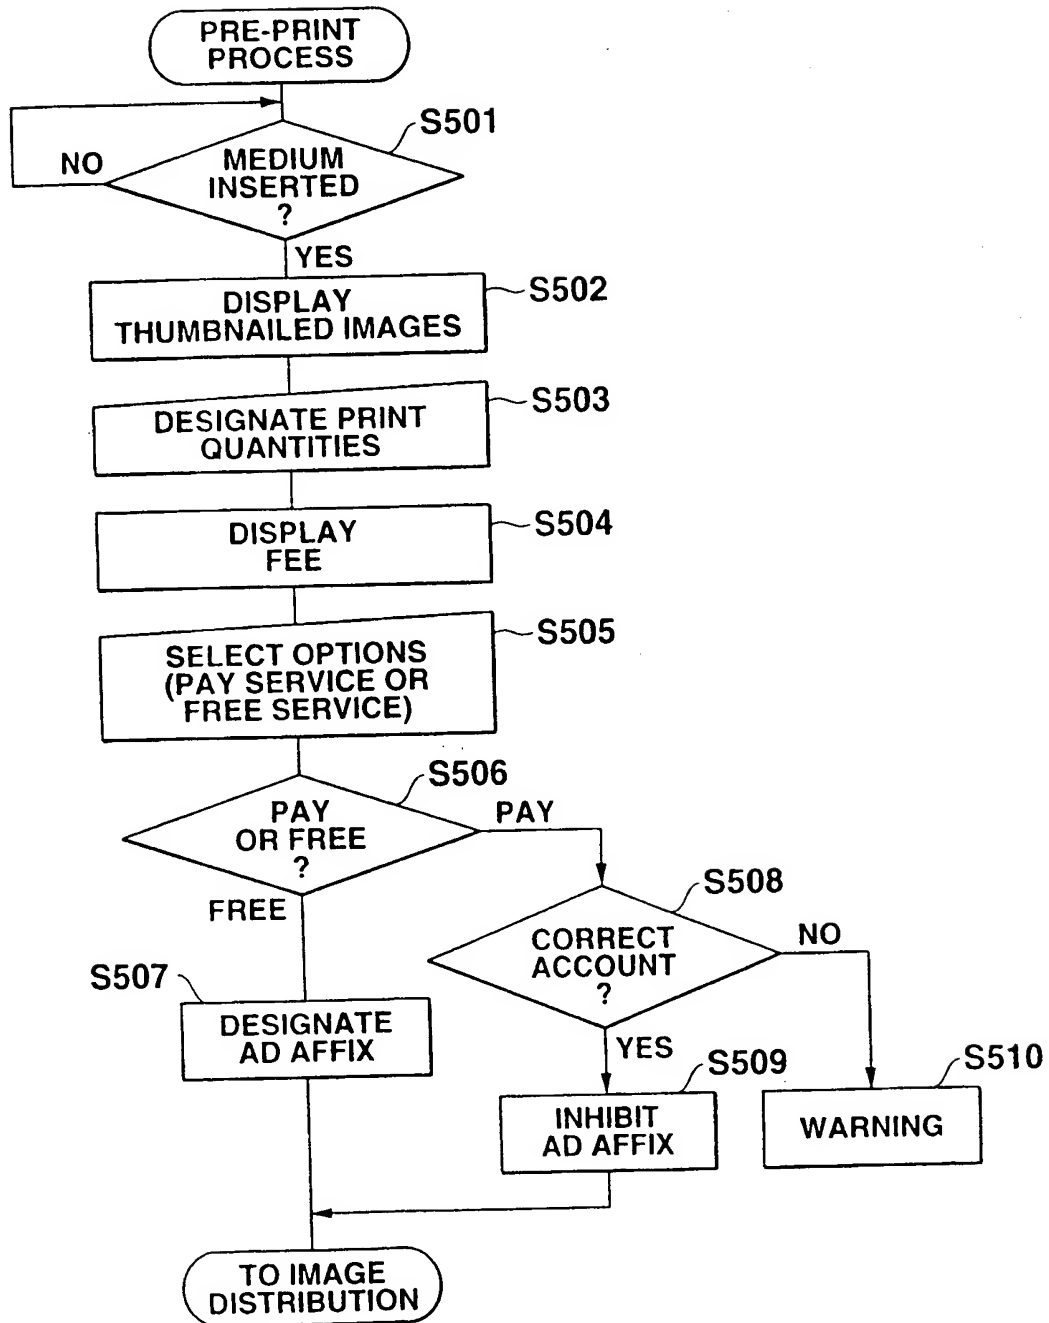 PRE-PRINT
PROCESS
S501
NO
MEDIUM
INSERTED
?
YES
S502
DISPLAY
THUMBNAILED IMAGES
S503
DESIGNATE PRINT
QUANTITIES
S504
DISPLAY
FEE
S505
SELECT OPTIONS
(PAY SERVICE OR
FREE SERVICE)
S506
PAY
OR FREE
?
PAY
FREE
S508
CORRECT
ACCOUNT
?
NO
YES
S507
DESIGNATE
AD AFFIX
S509
INHIBIT
AD AFFIX
S510
WARNING
TO IMAGE
DISTRIBUTION